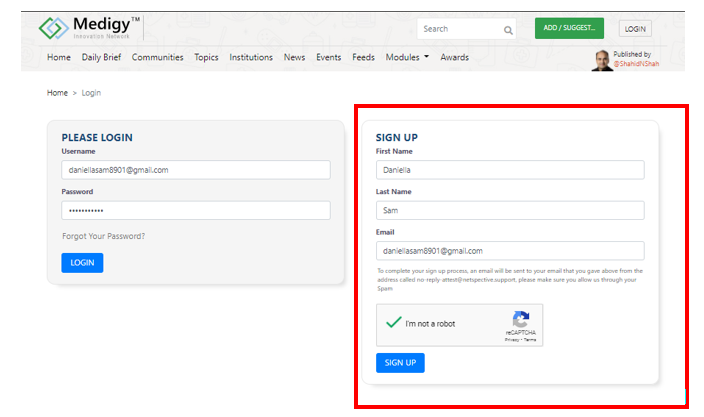 Medigy™
Innovation Network
Search
ADD / SUGGEST...
LOGIN
Home Daily Brief Communities Topics Institutions News Events Feeds Modules Awards
Published by
@ShahidNShah
Home > Login
PLEASE LOGIN
Username
daniellasam8901@gmail.com
Password
•••••••••••
Forgot Your Password?
LOGIN
SIGN UP
First Name
Daniella
Last Name
Sam
Email
daniellasam8901@gmail.com
To complete your sign up process, an email will be sent to your email that you gave above from the
address called no-reply-attest@netspective.support, please make sure you allow us through your
Spam
I'm not a robot
reCAPTCHA
Privacy - Terms
SIGN UP